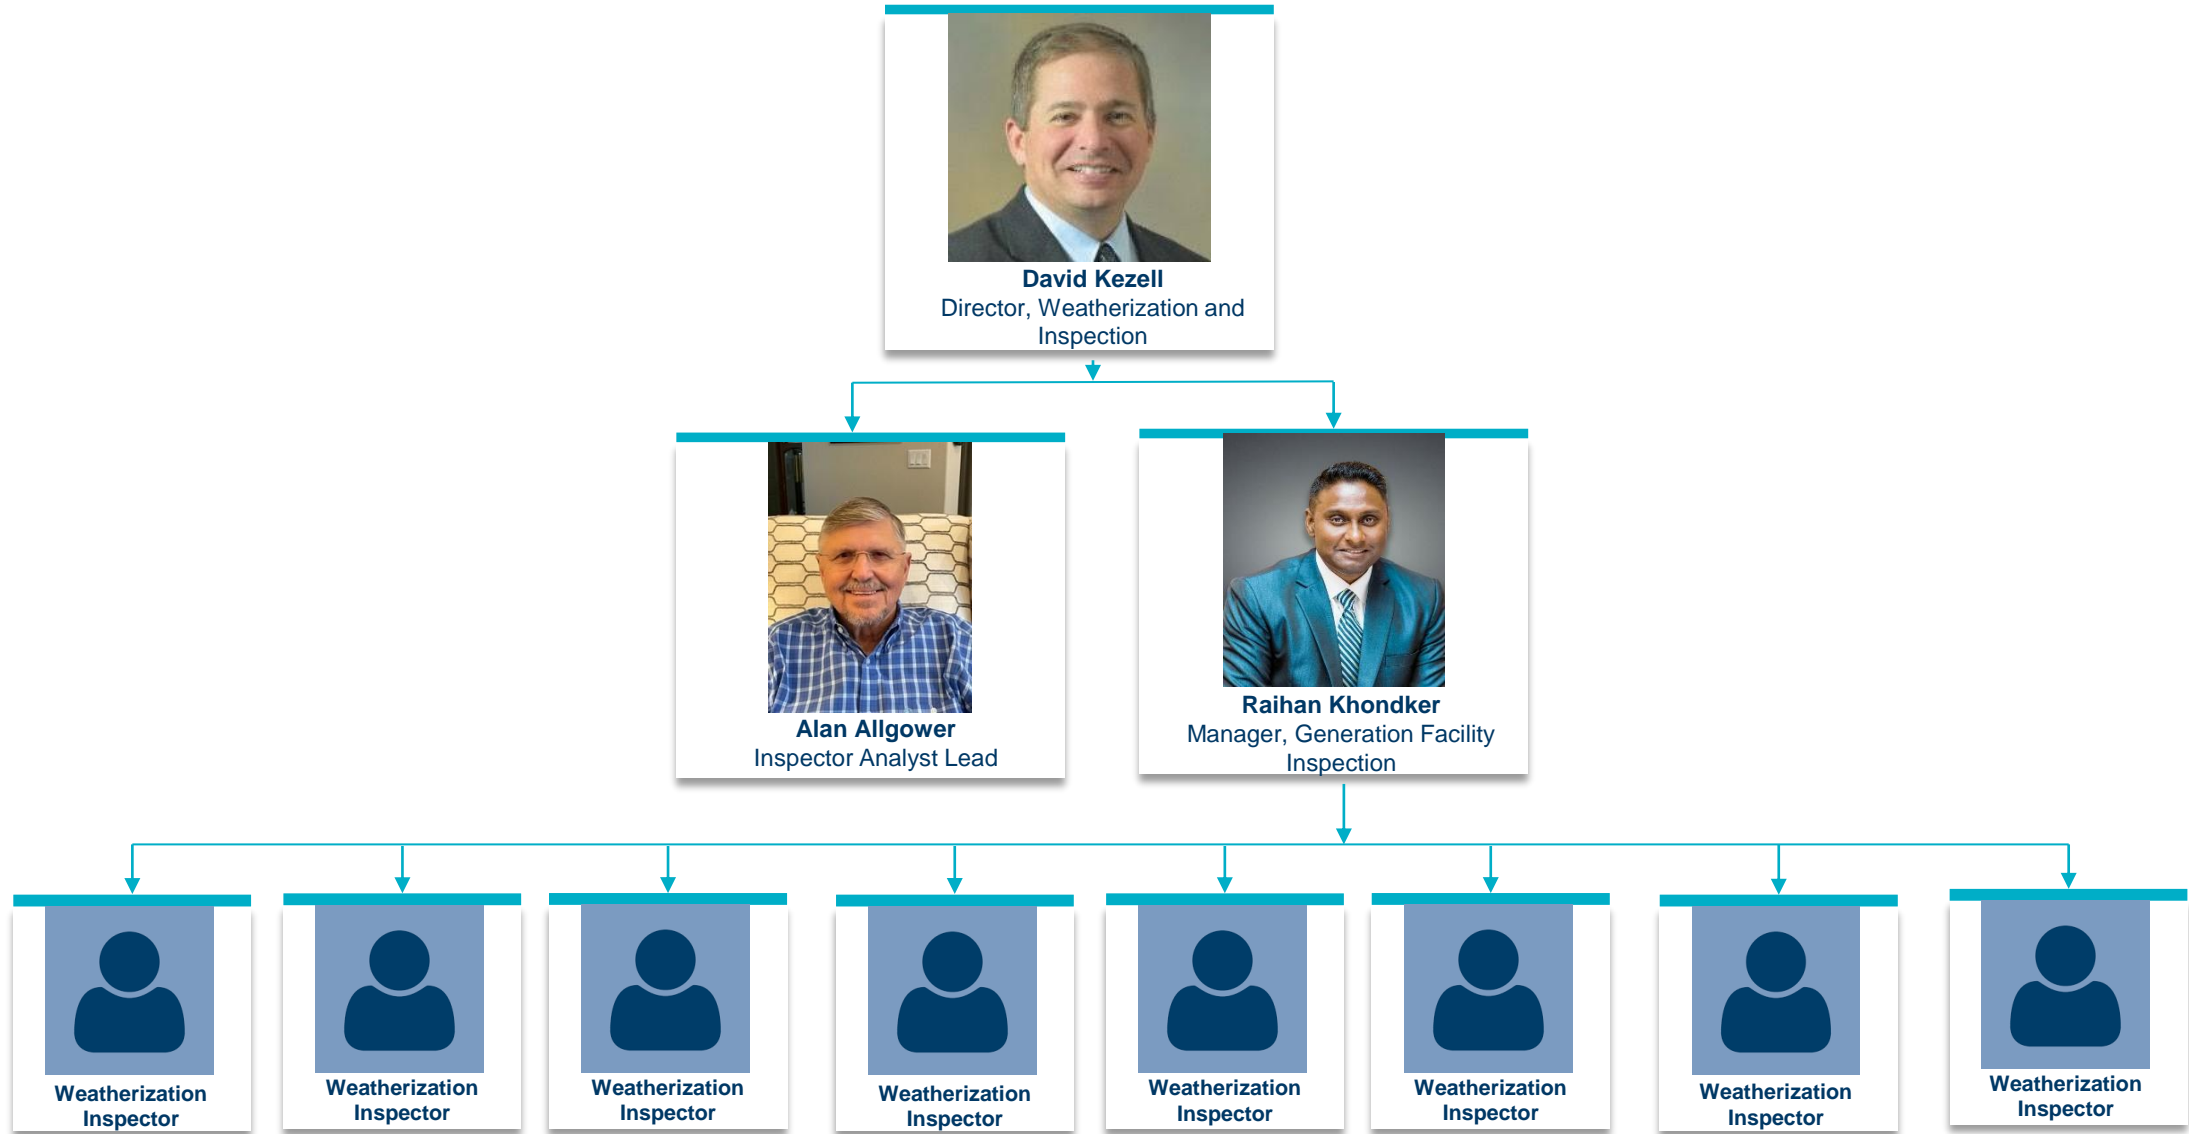 David Kezell
Director, Weatherization and
Inspection
Alan Allgower
Inspector Analyst Lead
Raihan Khondker
Manager, Generation Facility
Inspection
Weatherization
Inspector
Weatherization
Inspector
Weatherization
Inspector
Weatherization
Inspector
Weatherization
Inspector
Weatherization
Inspector
Weatherization
Inspector
Weatherization
Inspector